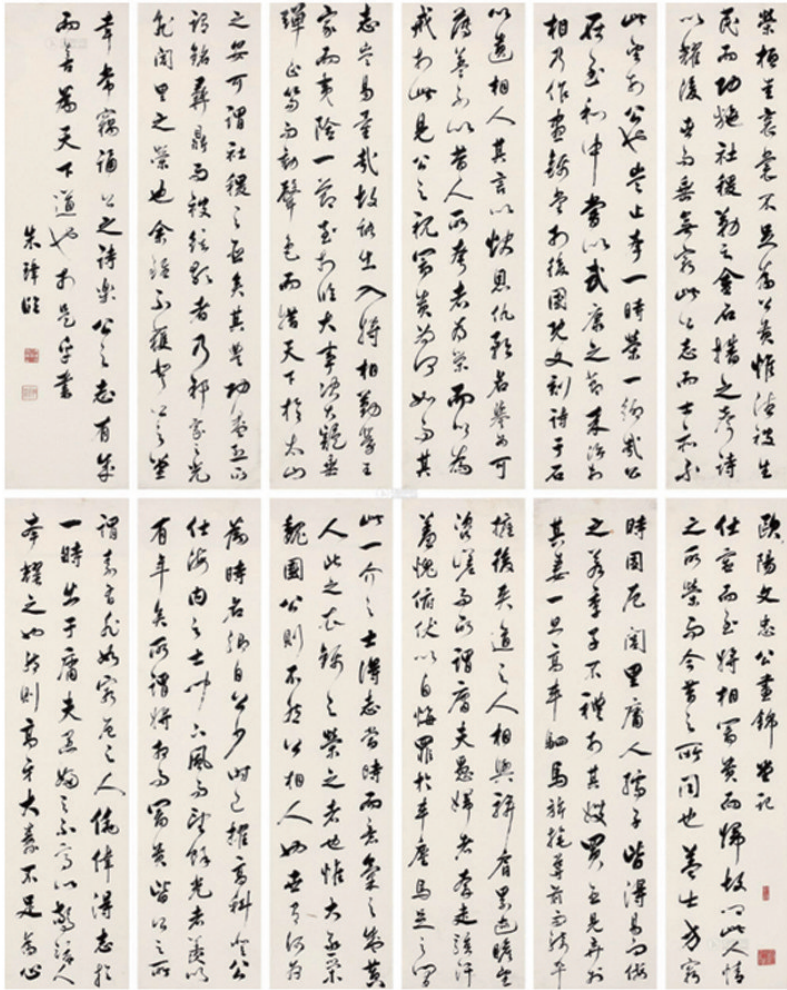 歐陽文忠公晝錦堂記
仕宦而至將相富貴而歸故鄉此人情
之所榮而今昔之所同也蓋士方窮
時困阨閭里庸人孺子皆得易而侮
之若季子不禮於其嫂買臣見棄於
其妻一旦高車駟馬旗旄導前而騎卒
擁後夾道之人相與駢肩累迹瞻望
咨嗟而所謂庸夫愚婦者奔走駭汗
羞愧俯伏以自悔罪於車塵馬足之間
此一介之士得志當時而意氣之盛昔
人比之衣錦之榮之者也惟大丞
魏國公則不然公相人也世有
為時名卿自公少時已擢高科登
仕海內之士聞下風而望餘光者蓋以
有年矣所謂將相而富貴皆公之所
謂素有非如窮阨之人僥倖得志於
一時出于庸夫愚婦之不以驚駭人
夸耀之也然則高牙大纛不足為
榮桓圭袞裳不足為公貴惟德被生
民而功施社稷勒之金石播之聲詩
以耀後世而垂無窮此公志而士亦以
此望於公也豈止夸一時榮一鄉哉公
在至和中嘗以武康之節來治於
相乃作晝錦堂於後園既又刻詩于石
以遺相人其言以快恩仇矜名譽為可
薄蓋不以昔人所夸者為榮而以為
戒於此見公之視富貴為何如而其
志豈易量哉故能出入將相勤勞王
家而夷險一節至於臨大事決大疑垂
紳正笏不動聲色而措天下於太山
之安可謂社稷之臣矣其豐功盛烈所
謂銘彝鼎而被絃歌者乃邦家之光
非閭里之榮也余雖不獲登公之堂
幸嘗竊誦公之詩樂公之志有成
而喜為天下道也於是乎書